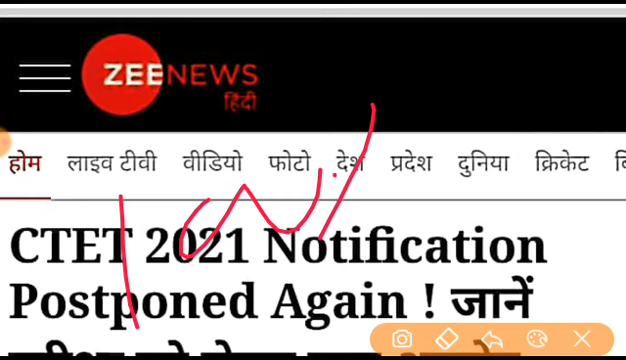 ZEENEWS
हिंदी
होम लाइव टीवी वीडियो फोटो देश प्रदेश दुनिया क्रिकेट
CTET 2021 Notification
Postponed Again ! जानें